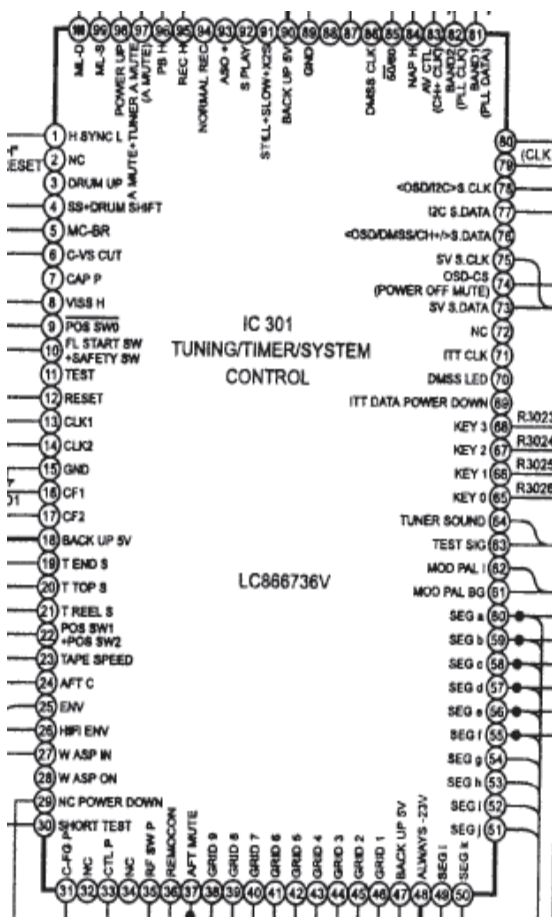 100 99 98 97 96 95 94 93 92 91 90 89 88 87 86 85 84 83 82 81
ML-D
ML-S
POWER UP
A MUTE+TUNER A MUTE
(A MUTE)
PB H
REC H
NORMAL REC
ASO +
S PLAY
STILL+SLOW+X2S
BACK UP 5V
GND
DMSS CLK
50/60
NAP H
AV CTL
(CH+ CLK)
BAND2
(PLL CLK)
BAND1
(PLL DATA)
ESET
1 H SYNC L
2 NC
3 DRUM UP
4 SS+DRUM SHIFT
5 MC-BR
6 C-VS CUT
7 CAP P
8 VISS H
9 POS SW0
10 FL START SW
+SAFETY SW
11 TEST
12 RESET
13 CLK1
14 CLK2
15 GND
16 CF1
17 CF2
18 BACK UP 5V
19 T END S
20 T TOP S
21 T REEL S
22 POS SW1
+POS SW2
23 TAPE SPEED
24 AFT C
25 ENV
26 HIFI ENV
27 W ASP IN
28 W ASP ON
29 NC POWER DOWN
30 SHORT TEST
IC 301
TUNING/TIMER/SYSTEM
CONTROL
LC866736V
80
(CLK
79
<OSD/I2C>S.CLK 78
I2C S.DATA 77
<OSD/DMSS/CH+/>S.DATA 76
SV S.CLK 75
OSD-CS 74
(POWER OFF MUTE)
SV S.DATA 73
NC 72
ITT CLK 71
DMSS LED 70
ITT DATA POWER DOWN 69
KEY 3 68 R3023
KEY 2 67 R3024
KEY 1 66 R3025
KEY 0 65 R3026
TUNER SOUND 64
TEST SIG 63
MOD PAL I 62
MOD PAL BG 61
SEG a 60
SEG b 59
SEG c 58
SEG d 57
SEG e 56
SEG f 55
SEG g 54
SEG h 53
SEG i 52
SEG j 51
C-FG P
NC
CTL P
NC
RF SW P
REMOCON
AFT MUTE
GRID 9
GRID 8
GRID 7
GRID 6
GRID 5
GRID 4
GRID 3
GRID 2
GRID 1
BACK UP 5V
ALWAYS -23V
SEG l
SEG k
31 32 33 34 35 36 37 38 39 40 41 42 43 44 45 46 47 48 49 50